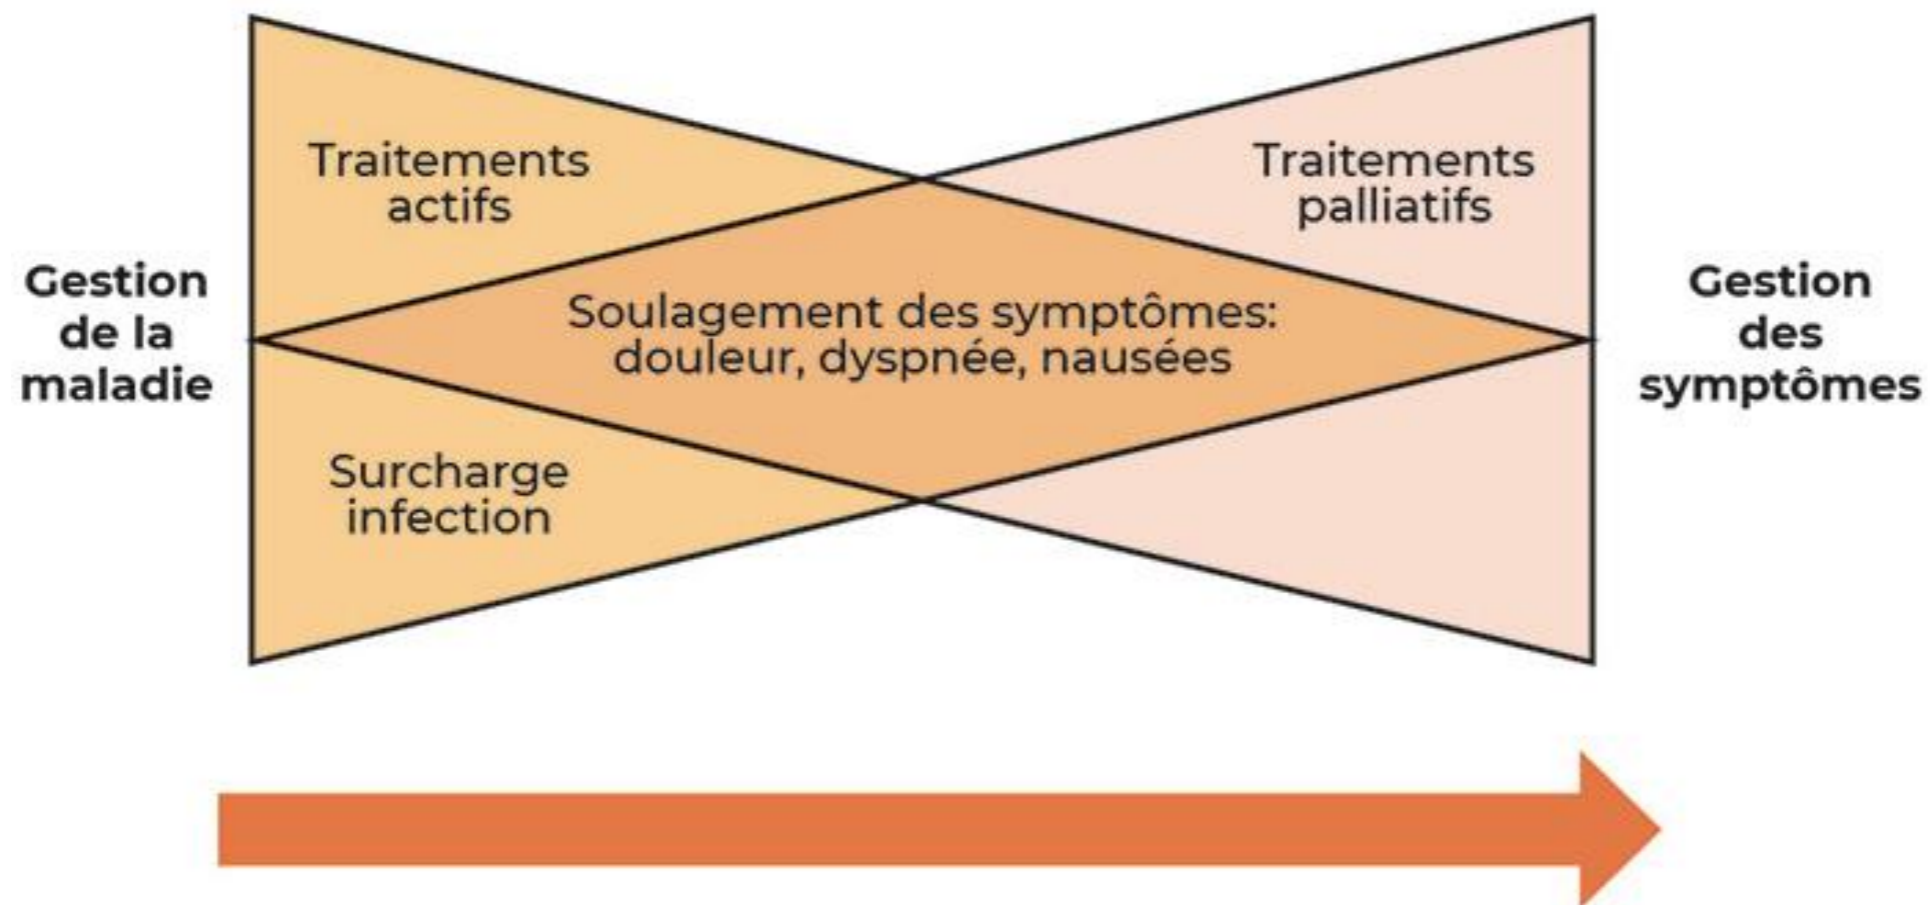 Traitements
actifs
Traitements
palliatifs
Gestion
de la
maladie
Soulagement des symptômes:
douleur, dyspnée, nausées
Gestion
des
symptômes
Surcharge
infection